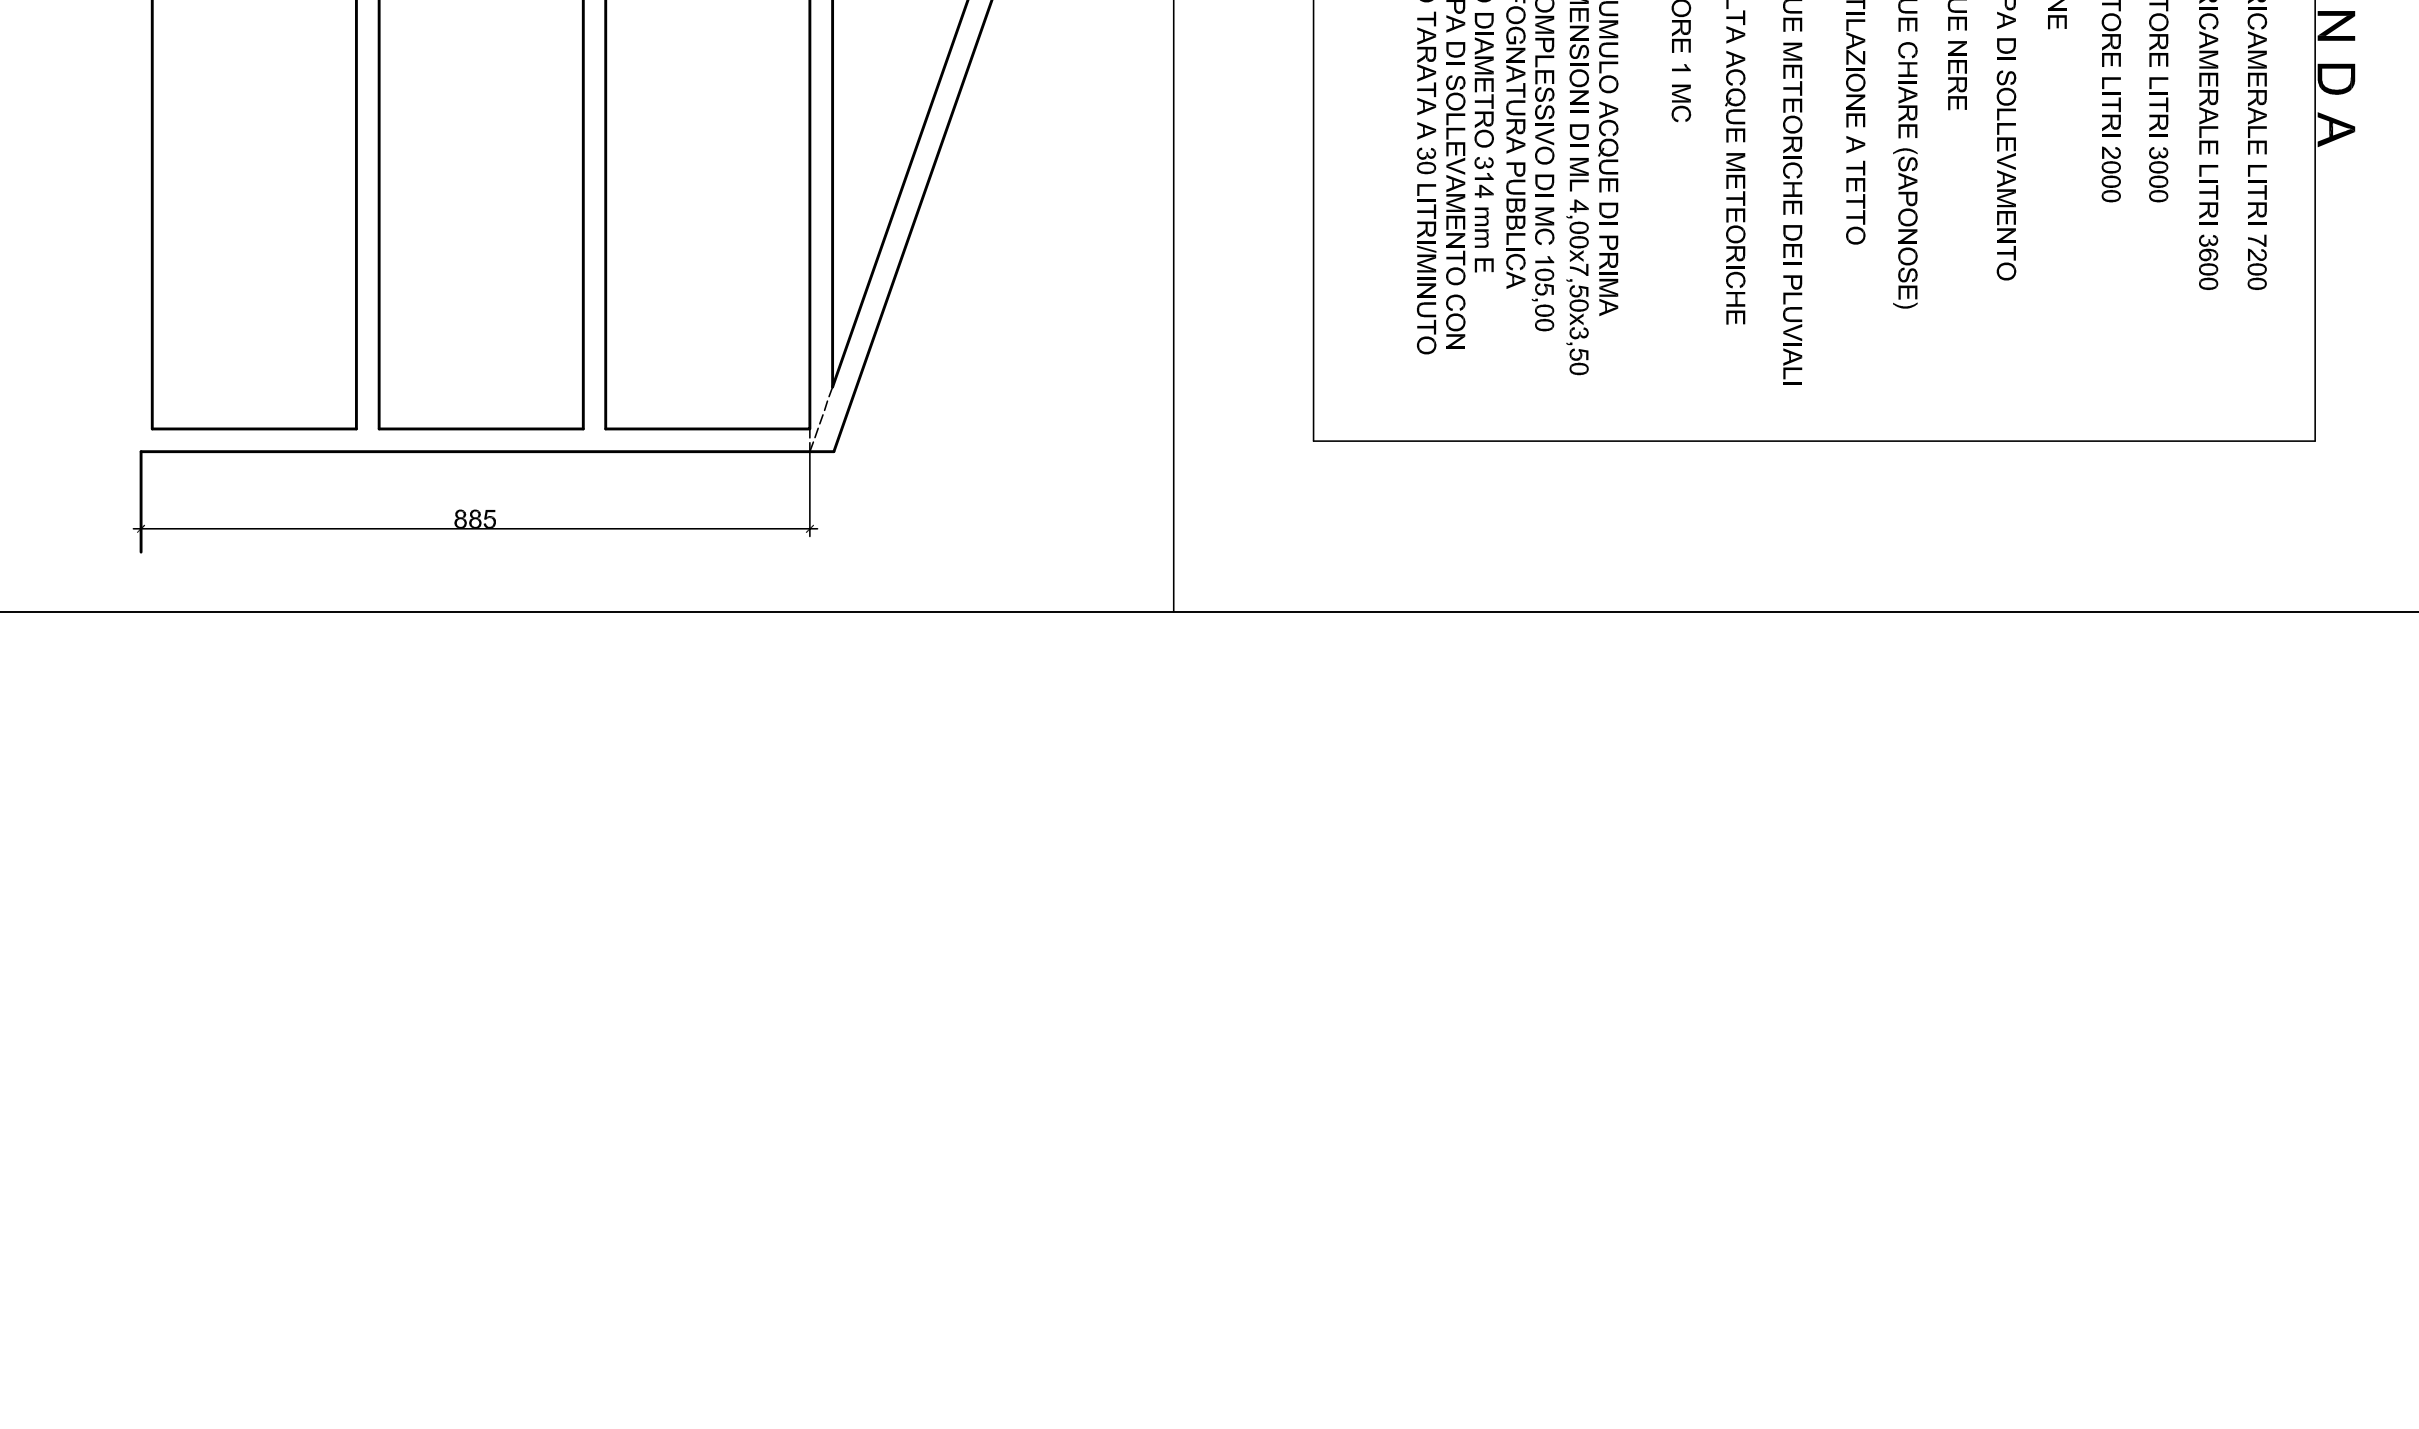 NDA
RICAMERALE LITRI 7200
RICAMERALE LITRI 3600
TORE LITRI 3000
TORE LITRI 2000
NE
PA DI SOLLEVAMENTO
UE NERE
UE CHIARE (SAPONOSE)
TILAZIONE A TETTO
UE METEORICHE DEI PLUVIALI
LTA ACQUE METEORICHE
ORE 1 MC
UMULO ACQUE DI PRIMA
MENSIONI DI ML 4,00x7,50x3,50
OMPLESSIVO DI MC 105,00
FOGNATURA PUBBLICA
O DIAMETRO 314 mm E
PA DI SOLLEVAMENTO CON
O TARATA A 30 LITRI/MINUTO
885